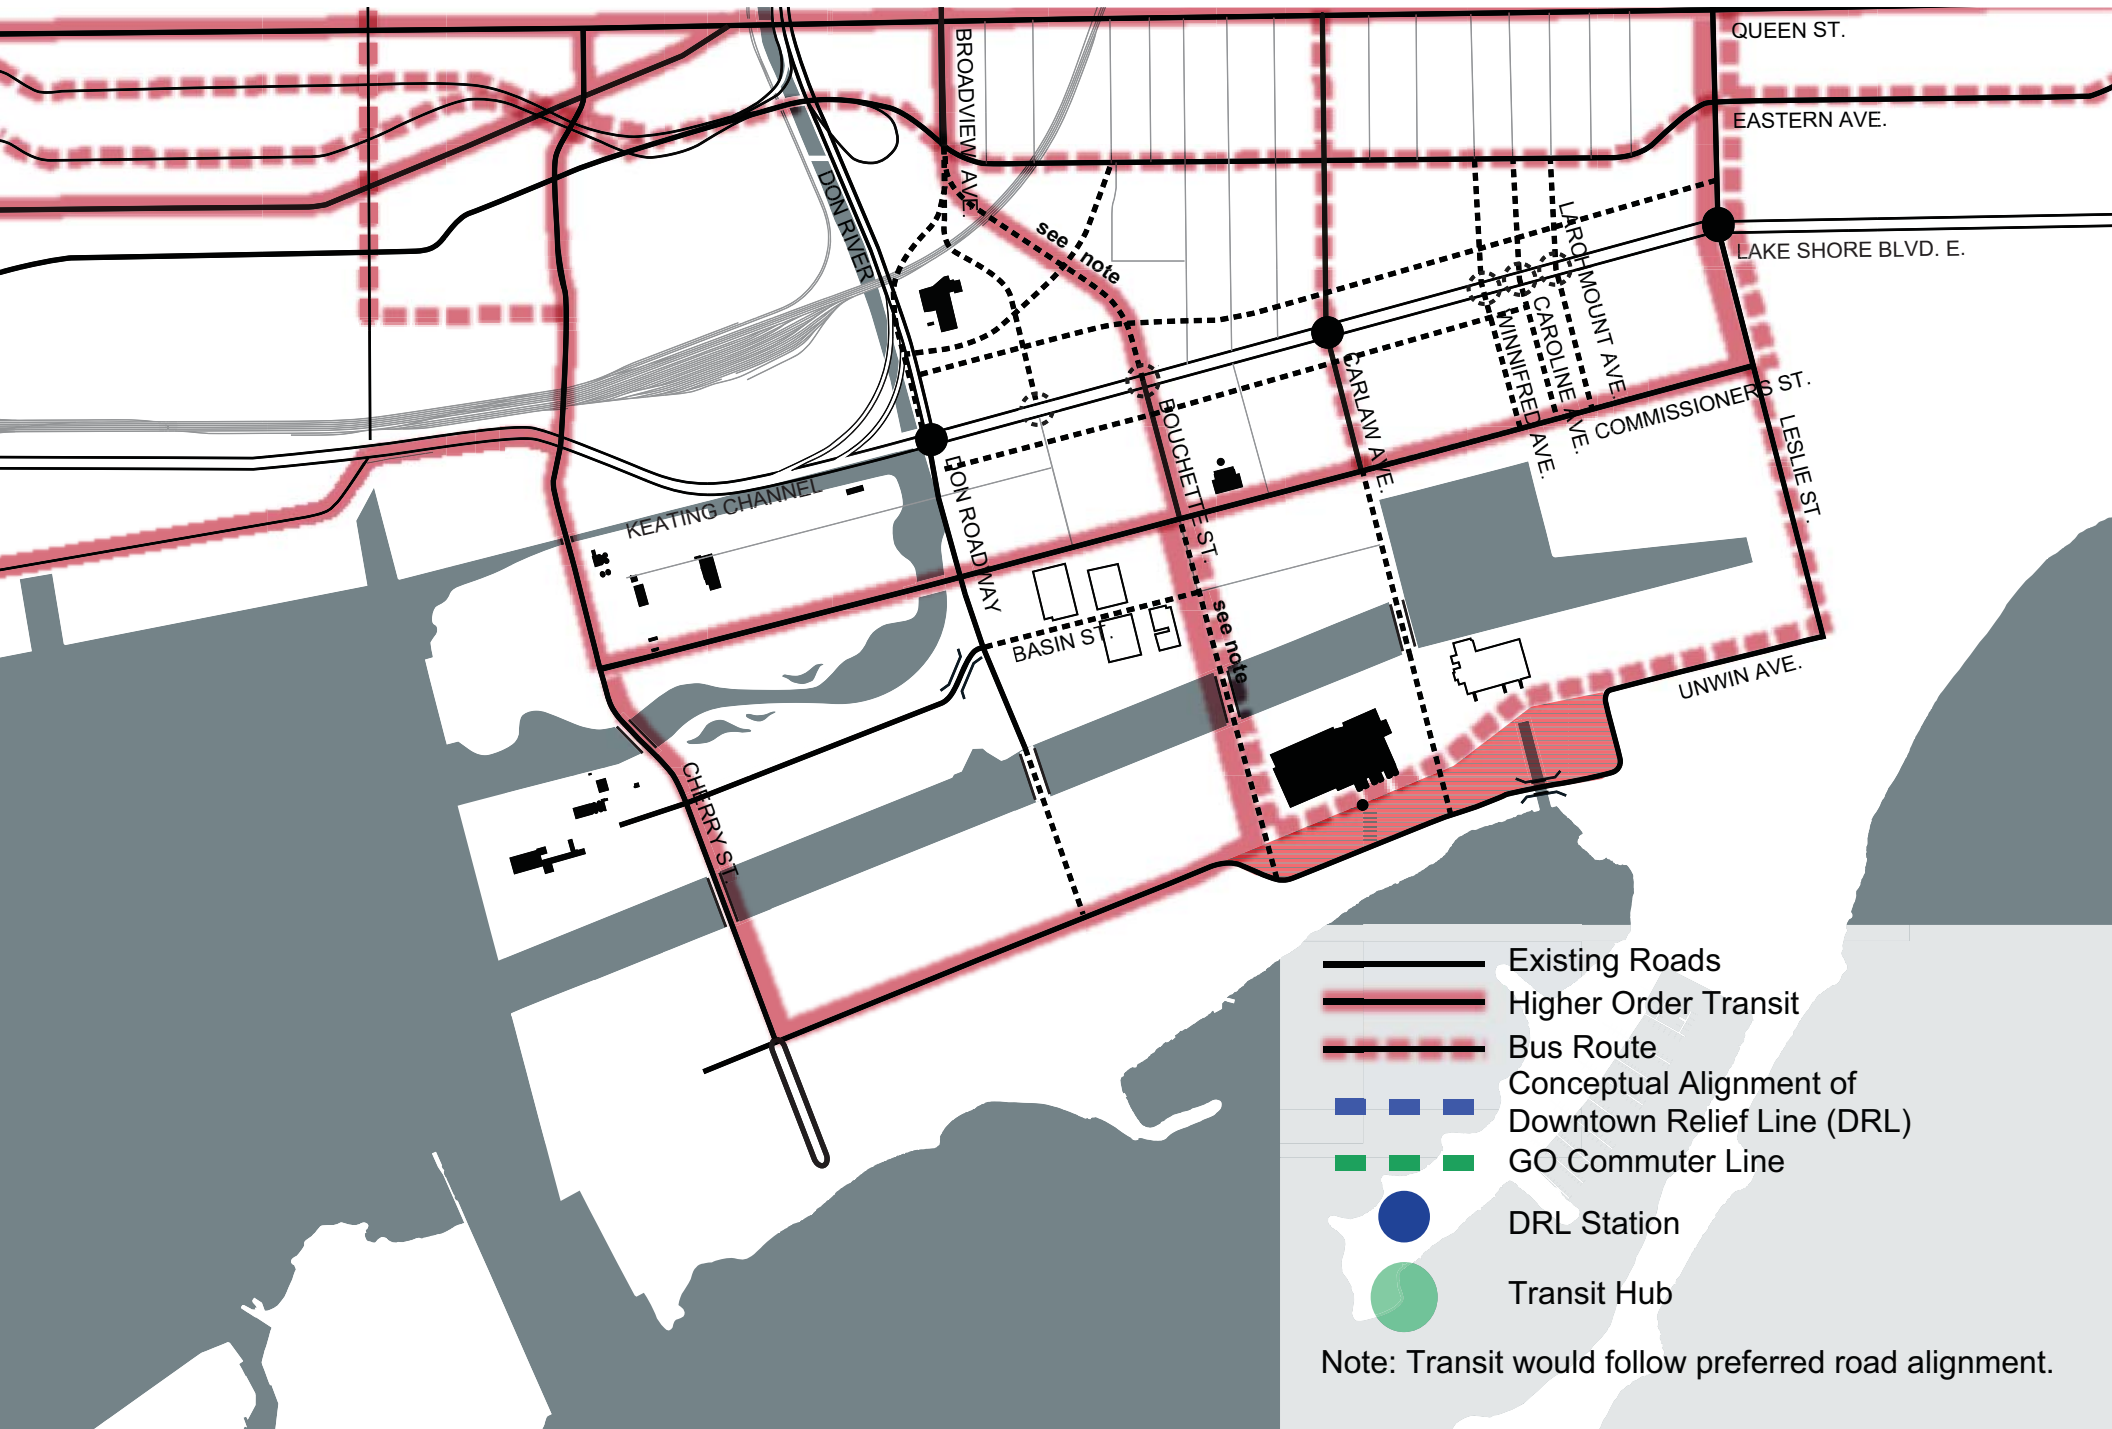 QUEEN ST.
BROADVIEW AVE.
EASTERN AVE.
DON RIVER
see note
LARCHMOUNT AVE.
LAKE SHORE BLVD. E.
WINNIFRED AVE.
CAROLINE AVE.
CARLAW AVE.
COMMISSIONERS ST.
BOUCHETTE ST.
LESLIE ST.
KEATING CHANNEL
DON ROADWAY
see note
BASIN ST.
UNWIN AVE.
CHERRY ST.
Existing Roads
Higher Order Transit
Bus Route
Conceptual Alignment of
Downtown Relief Line (DRL)
GO Commuter Line
DRL Station
Transit Hub
Note: Transit would follow preferred road alignment.